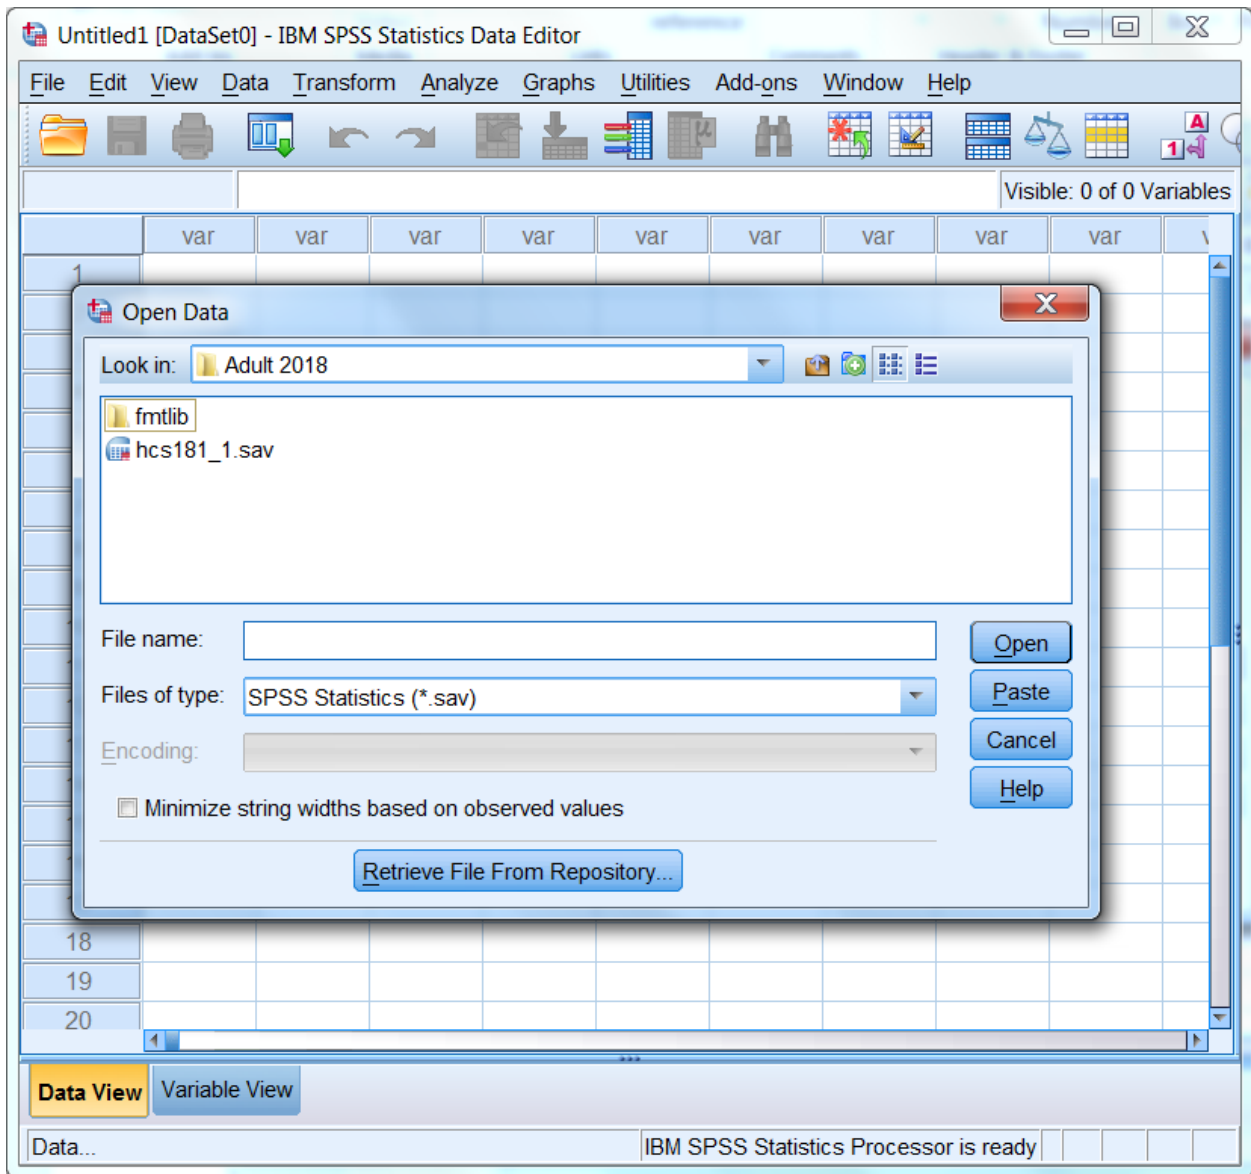 Untitled1 [DataSet0] - IBM SPSS Statistics Data Editor
File Edit View Data Transform Analyze Graphs Utilities Add-ons Window Help
Visible: 0 of 0 Variables
var var var var var var var var var
1
Open Data
Look in: Adult 2018
fmtlib
hcs181_1.sav
File name:
Open
Files of type: SPSS Statistics (*.sav)
Paste
Encoding:
Cancel
Help
Minimize string widths based on observed values
Retrieve File From Repository...
18
19
20
Data View Variable View
Data... IBM SPSS Statistics Processor is ready